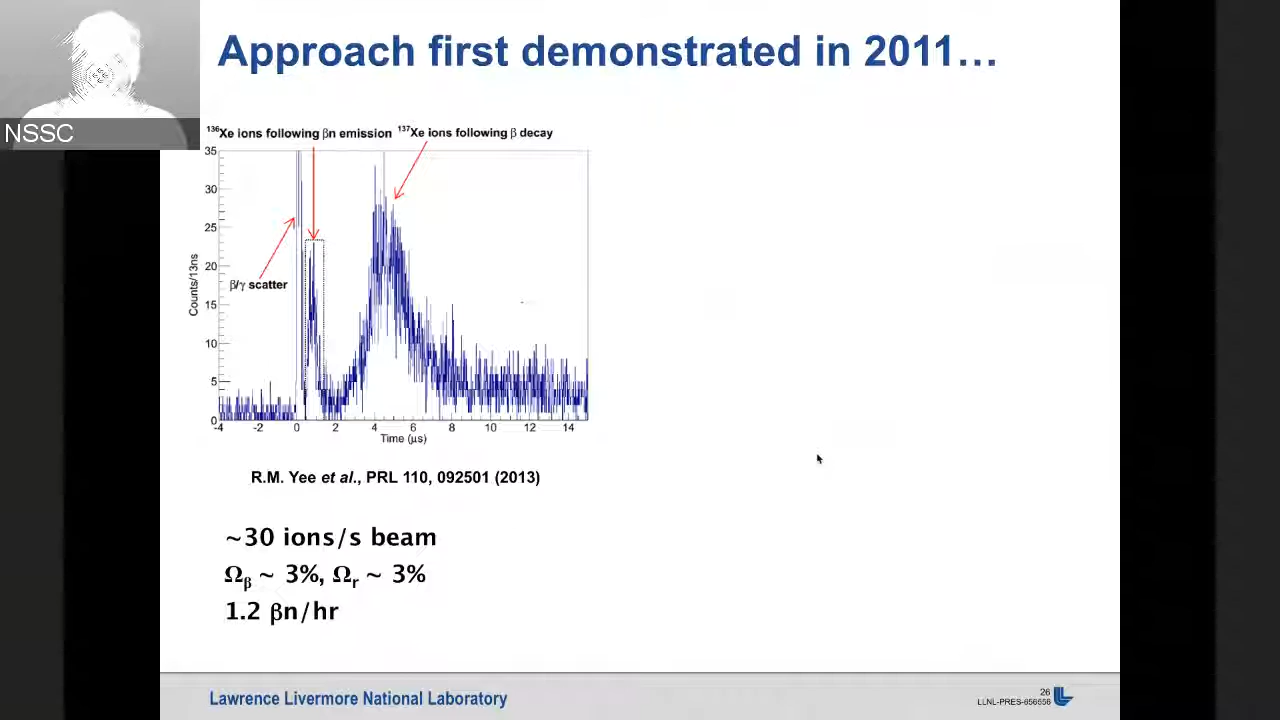 Approach first demonstrated in 2011…
NSSC
¹³⁶Xe ions following βn emission
¹³⁷Xe ions following β decay
β/γ scatter
Counts/13ns
35
30
25
20
15
10
5
0
-4 -2 0 2 4 6 8 10 12 14
Time (μs)
R.M. Yee et al., PRL 110, 092501 (2013)
~30 ions/s beam
Ωβ ~ 3%, Ωr ~ 3%
1.2 βn/hr
Lawrence Livermore National Laboratory
26
LLNL-PRES-656556